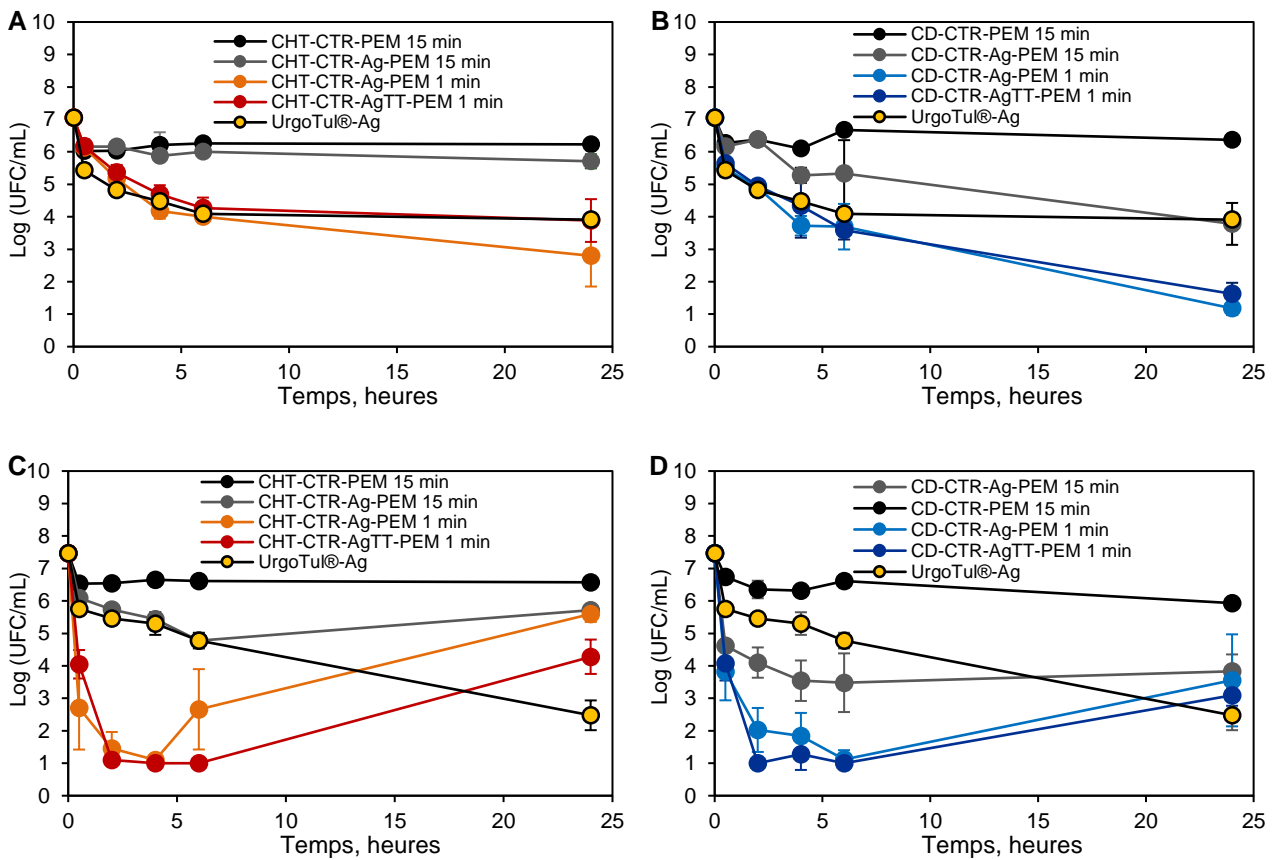 A
10
9
8
7
6
5
4
3
2
1
0
Log (UFC/mL)
CHT-CTR-PEM 15 min
CHT-CTR-Ag-PEM 15 min
CHT-CTR-Ag-PEM 1 min
CHT-CTR-AgTT-PEM 1 min
UrgoTul®-Ag
0 5 10 15 20 25
Temps, heures
B
10
9
8
7
6
5
4
3
2
1
0
Log (UFC/mL)
CD-CTR-PEM 15 min
CD-CTR-Ag-PEM 15 min
CD-CTR-Ag-PEM 1 min
CD-CTR-AgTT-PEM 1 min
UrgoTul®-Ag
0 5 10 15 20 25
Temps, heures
C
10
9
8
7
6
5
4
3
2
1
0
Log (UFC/mL)
CHT-CTR-PEM 15 min
CHT-CTR-Ag-PEM 15 min
CHT-CTR-Ag-PEM 1 min
CHT-CTR-AgTT-PEM 1 min
UrgoTul®-Ag
0 5 10 15 20 25
Temps, heures
D
10
9
8
7
6
5
4
3
2
1
0
Log (UFC/mL)
CD-CTR-Ag-PEM 15 min
CD-CTR-PEM 15 min
CD-CTR-Ag-PEM 1 min
CD-CTR-AgTT-PEM 1 min
UrgoTul®-Ag
0 5 10 15 20 25
Temps, heures